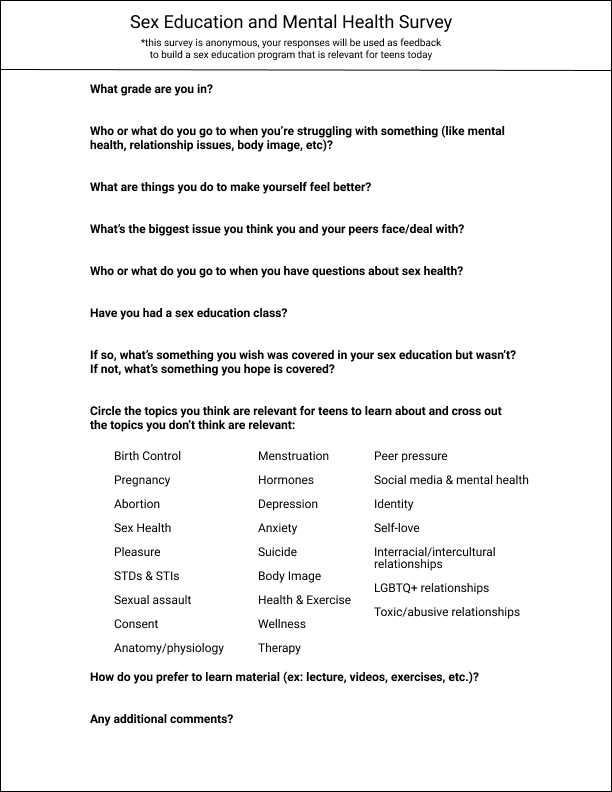 Sex Education and Mental Health Survey
*this survey is anonymous, your responses will be used as feedback
to build a sex education program that is relevant for teens today
What grade are you in?
Who or what do you go to when you’re struggling with something (like mental
health, relationship issues, body image, etc)?
What are things you do to make yourself feel better?
What’s the biggest issue you think you and your peers face/deal with?
Who or what do you go to when you have questions about sex health?
Have you had a sex education class?
If so, what’s something you wish was covered in your sex education but wasn’t?
If not, what’s something you hope is covered?
Circle the topics you think are relevant for teens to learn about and cross out
the topics you don’t think are relevant:
Birth Control
Pregnancy
Abortion
Sex Health
Pleasure
STDs & STIs
Sexual assault
Consent
Anatomy/physiology
Menstruation
Hormones
Depression
Anxiety
Suicide
Body Image
Health & Exercise
Wellness
Therapy
Peer pressure
Social media & mental health
Identity
Self-love
Interracial/intercultural
relationships
LGBTQ+ relationships
Toxic/abusive relationships
How do you prefer to learn material (ex: lecture, videos, exercises, etc.)?
Any additional comments?